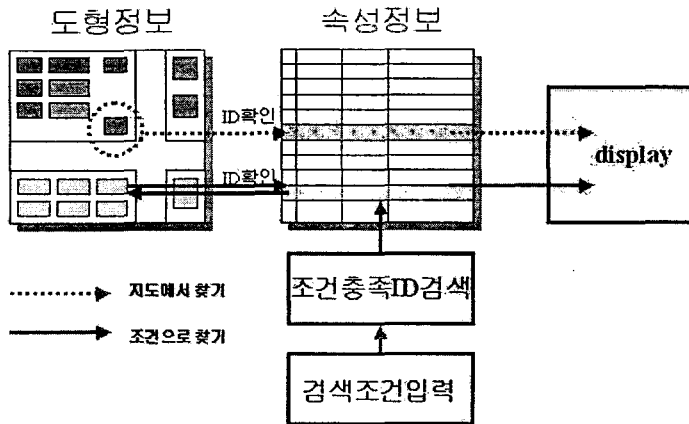 도형정보
속성정보
ID확인
ID확인
display
지도에서 찾기
조건으로 찾기
조건충족ID검색
검색조건입력